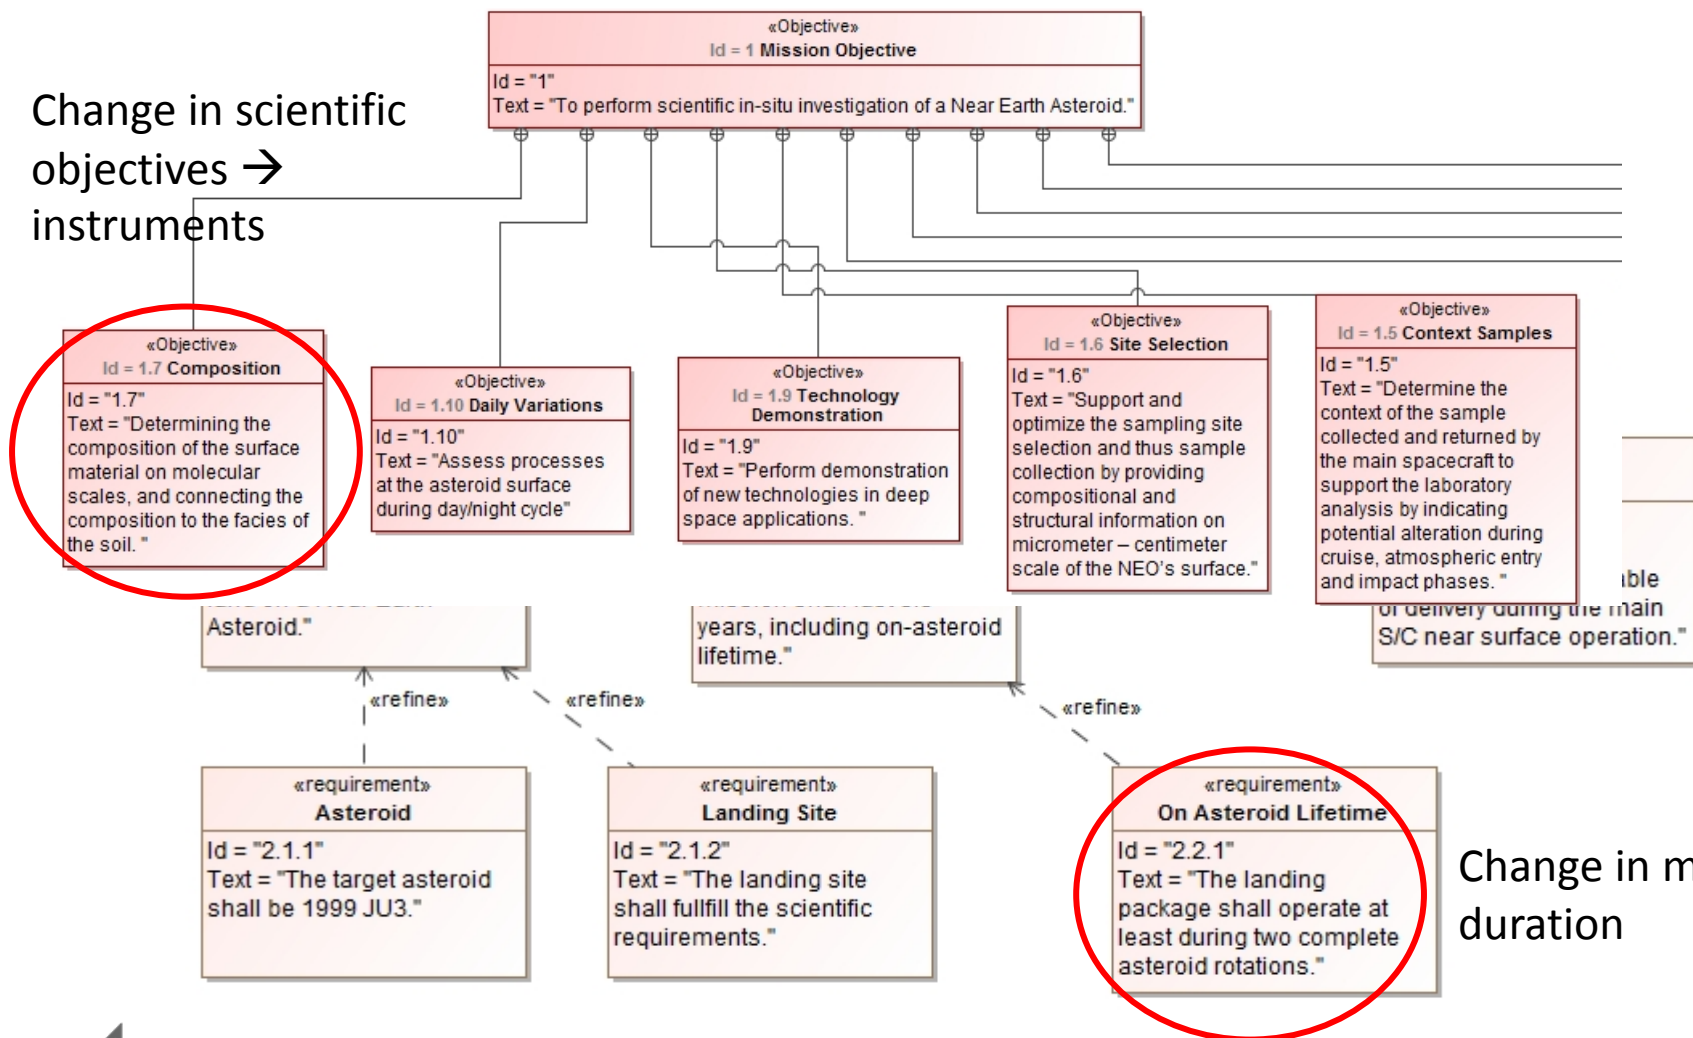 «Objective»
Id = 1 Mission Objective
Id = "1"
Text = "To perform scientific in-situ investigation of a Near Earth Asteroid."
Change in scientific
objectives →
instruments
«Objective»
Id = 1.7 Composition
Id = "1.7"
Text = "Determining the
composition of the surface
material on molecular
scales, and connecting the
composition to the facies of
the soil. "
«Objective»
Id = 1.10 Daily Variations
Id = "1.10"
Text = "Assess processes
at the asteroid surface
during day/night cycle"
«Objective»
Id = 1.9 Technology
Demonstration
Id = "1.9"
Text = "Perform demonstration
of new technologies in deep
space applications. "
«Objective»
Id = 1.6 Site Selection
Id = "1.6"
Text = "Support and
optimize the sampling site
selection and thus sample
collection by providing
compositional and
structural information on
micrometer – centimeter
scale of the NEO's surface."
«Objective»
Id = 1.5 Context Samples
Id = "1.5"
Text = "Determine the
context of the sample
collected and returned by
the main spacecraft to
support the laboratory
analysis by indicating
potential alteration during
cruise, atmospheric entry
and impact phases. "
Asteroid."
years, including on-asteroid
lifetime."
of delivery during the main
S/C near surface operation."
«refine»
«refine»
«refine»
«requirement»
Asteroid
Id = "2.1.1"
Text = "The target asteroid
shall be 1999 JU3."
«requirement»
Landing Site
Id = "2.1.2"
Text = "The landing site
shall fullfill the scientific
requirements."
«requirement»
On Asteroid Lifetime
Id = "2.2.1"
Text = "The landing
package shall operate at
least during two complete
asteroid rotations."
Change in
duration